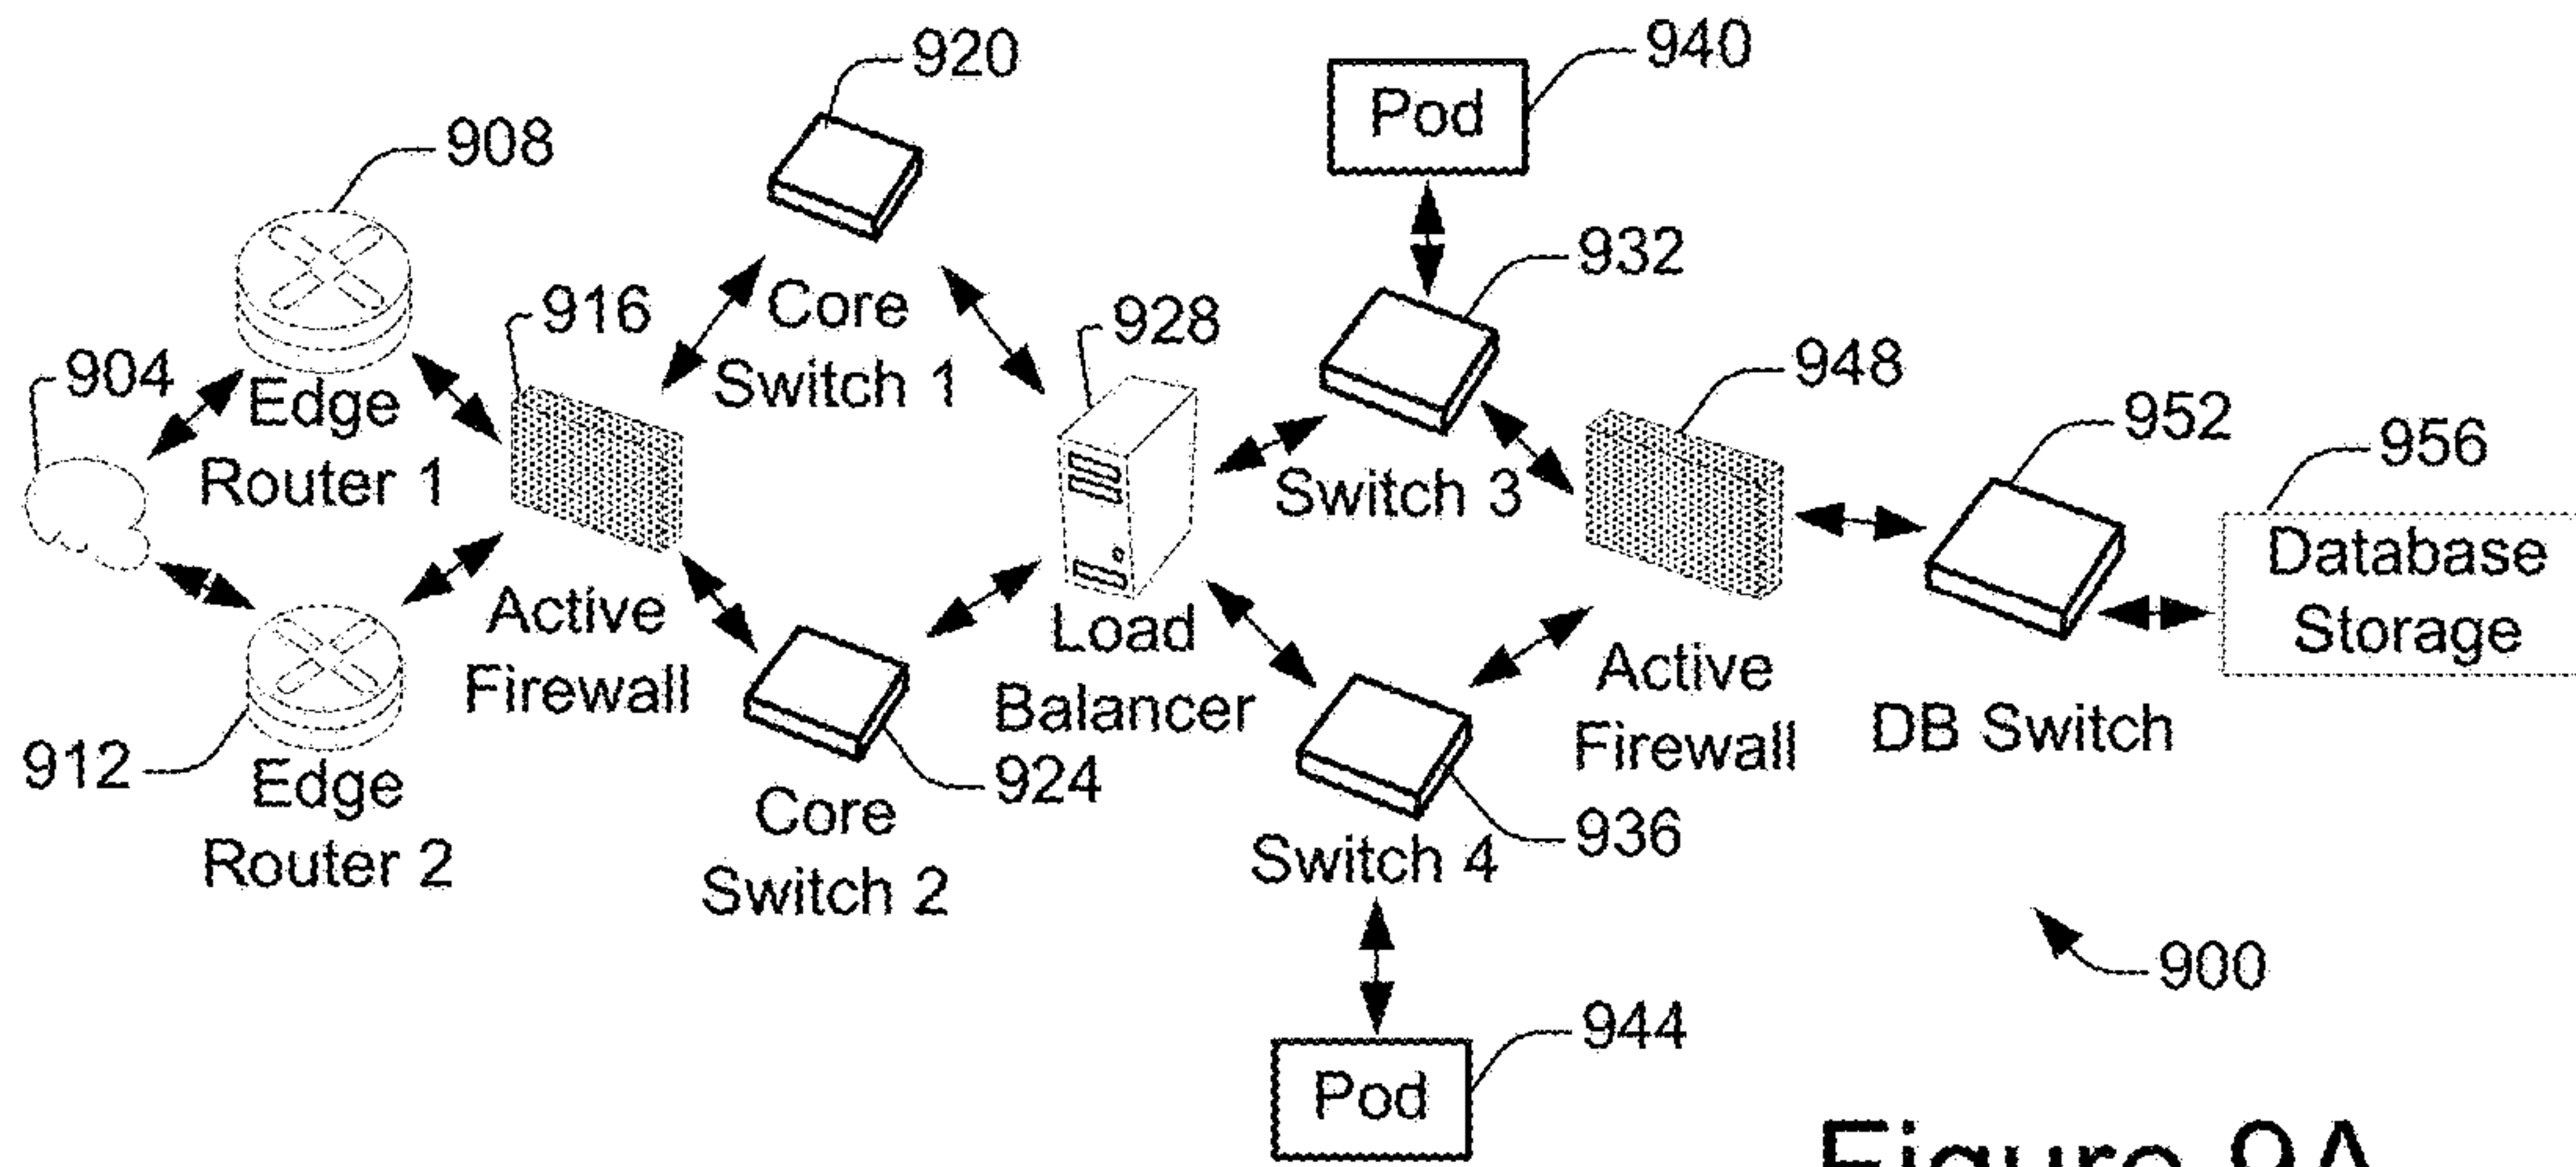 920
940
Pod
908
932
916
Core
Switch 1
928
948
904
Edge
Router 1
952
956
Switch 3
Database
Storage
Active
Firewall
Load
Balancer
Active
Firewall
DB Switch
912
Edge
Router 2
924
Core
Switch 2
936
Switch 4
900
944
Pod
Figure 9A